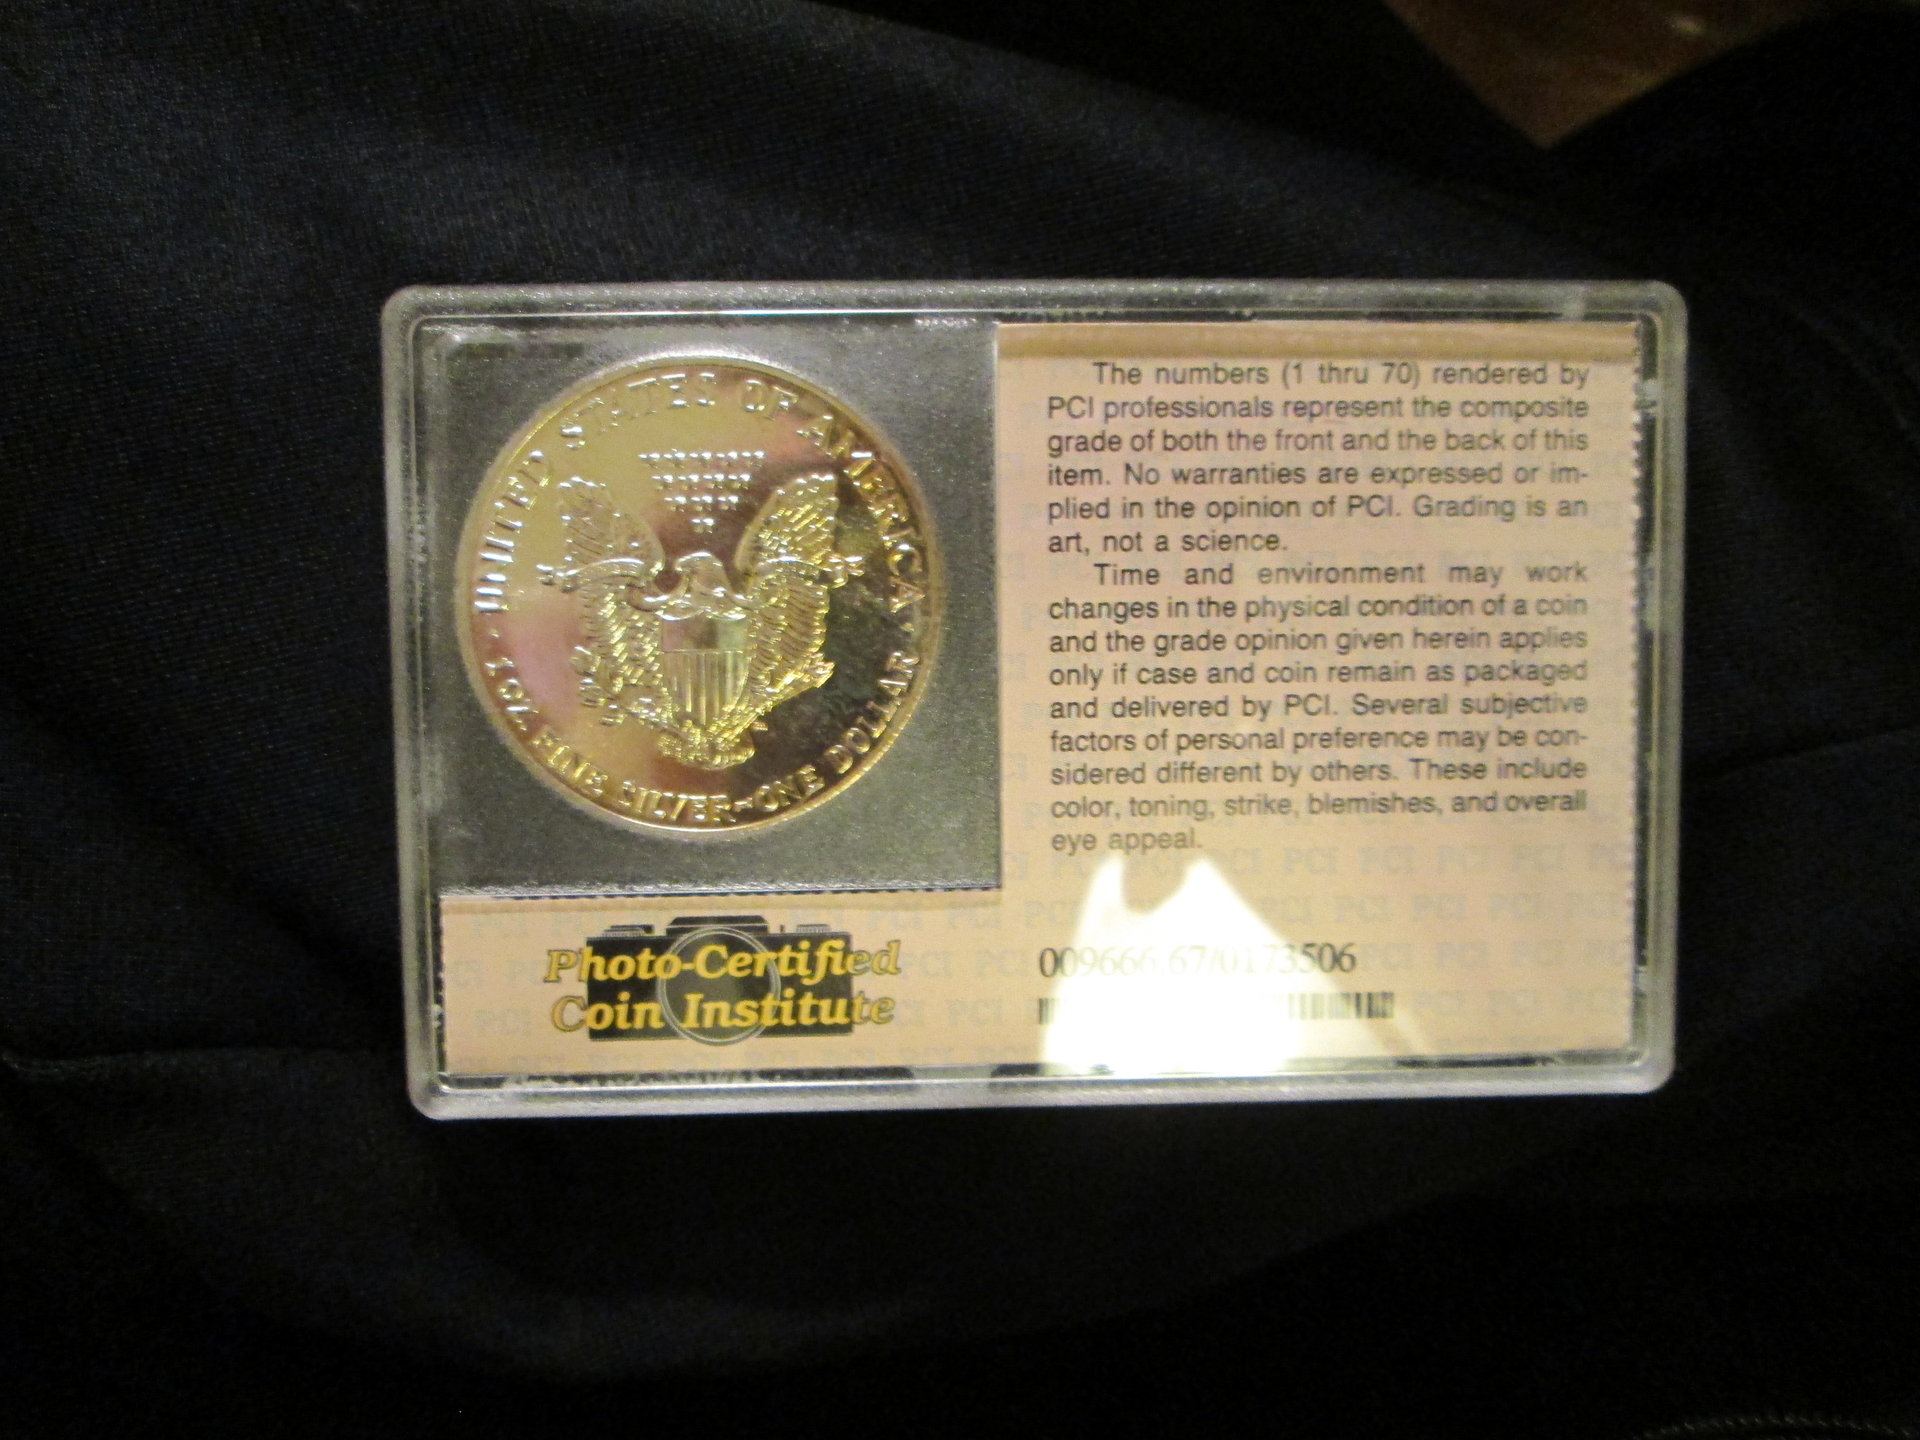 UNITED STATES OF AMERICA
1 OZ. FINE SILVER~ONE DOLLAR
The numbers (1 thru 70) rendered by
PCI professionals represent the composite
grade of both the front and the back of this
item. No warranties are expressed or im-
plied in the opinion of PCI. Grading is an
art, not a science.
Time and environment may work
changes in the physical condition of a coin
and the grade opinion given herein applies
only if case and coin remain as packaged
and delivered by PCI. Several subjective
factors of personal preference may be con-
sidered different by others. These include
color, toning, strike, blemishes, and overall
eye appeal.
Photo-Certified
Coin Institute
009666.67/0173506